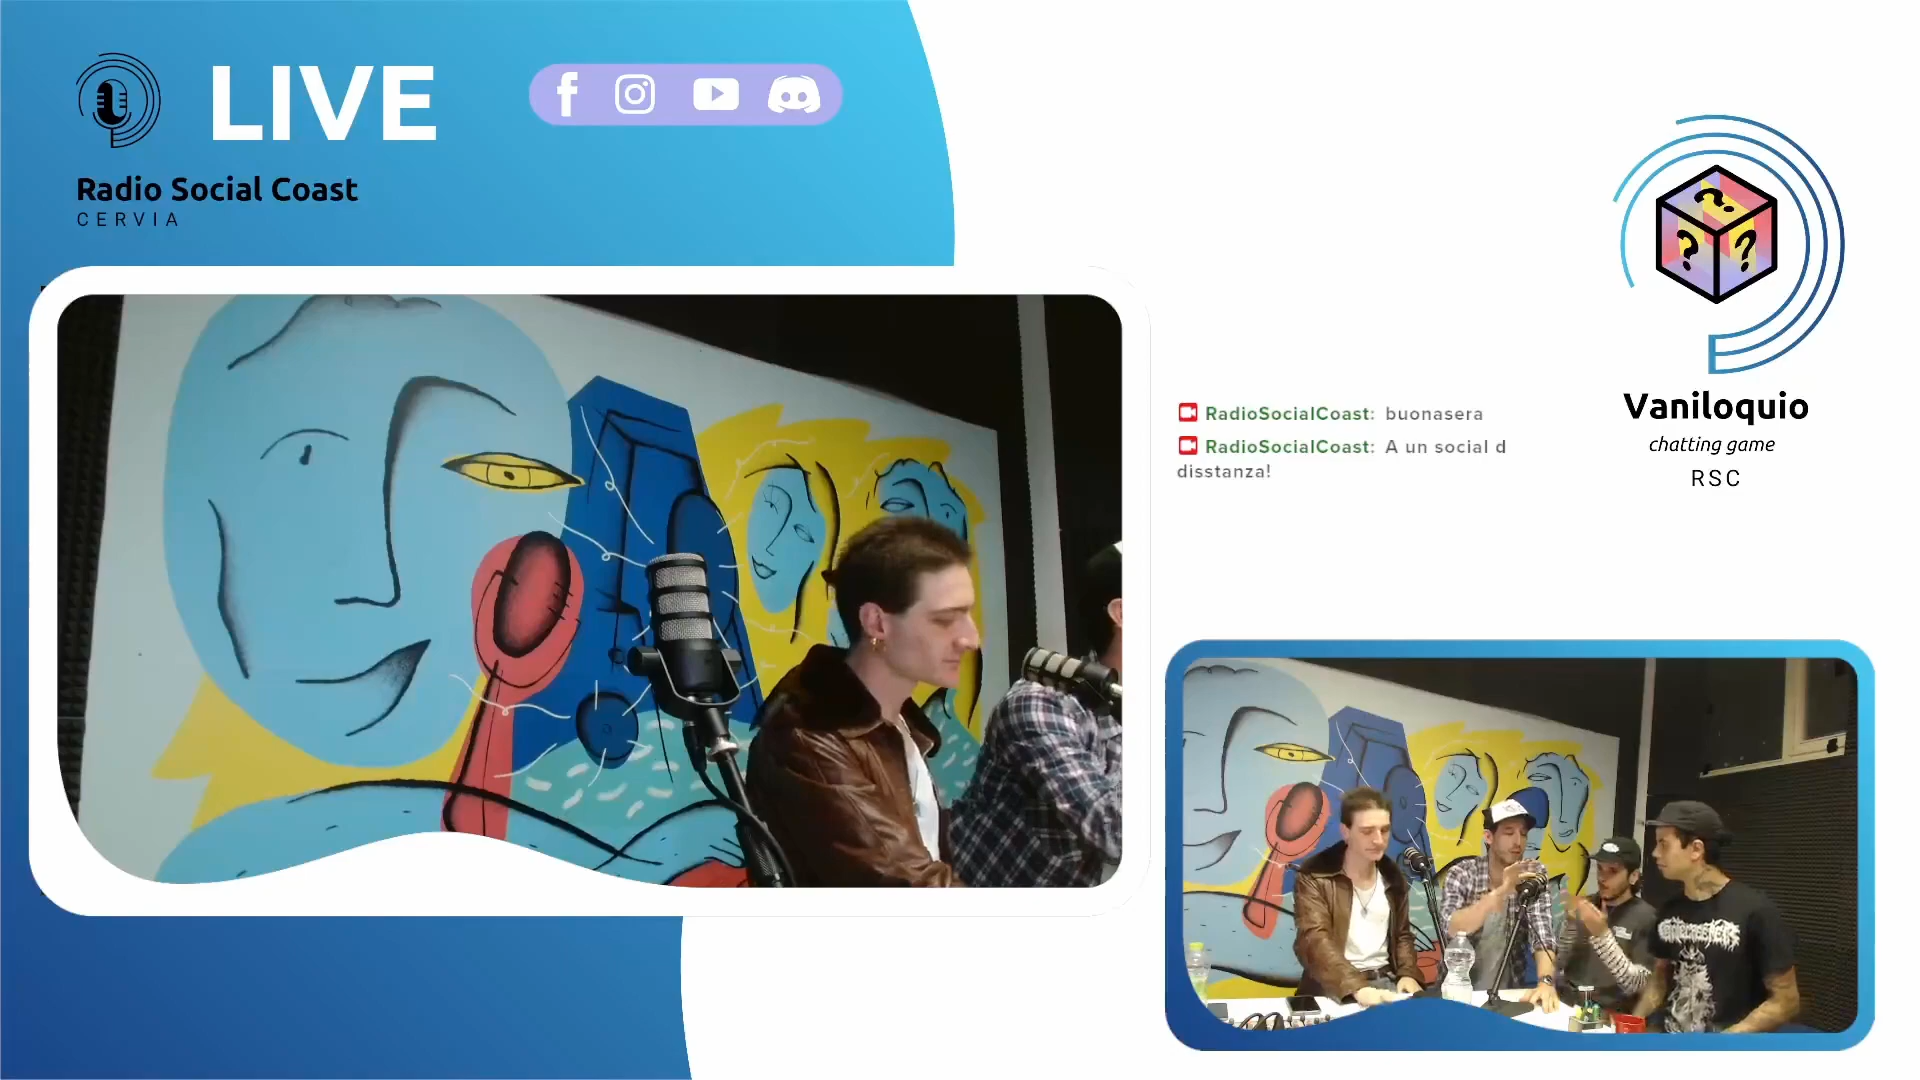 LIVE
Radio Social Coast
CERVIA
RadioSocialCoast: buonasera
RadioSocialCoast: A un social d
disstanza!
Vaniloquio
chatting game
RSC